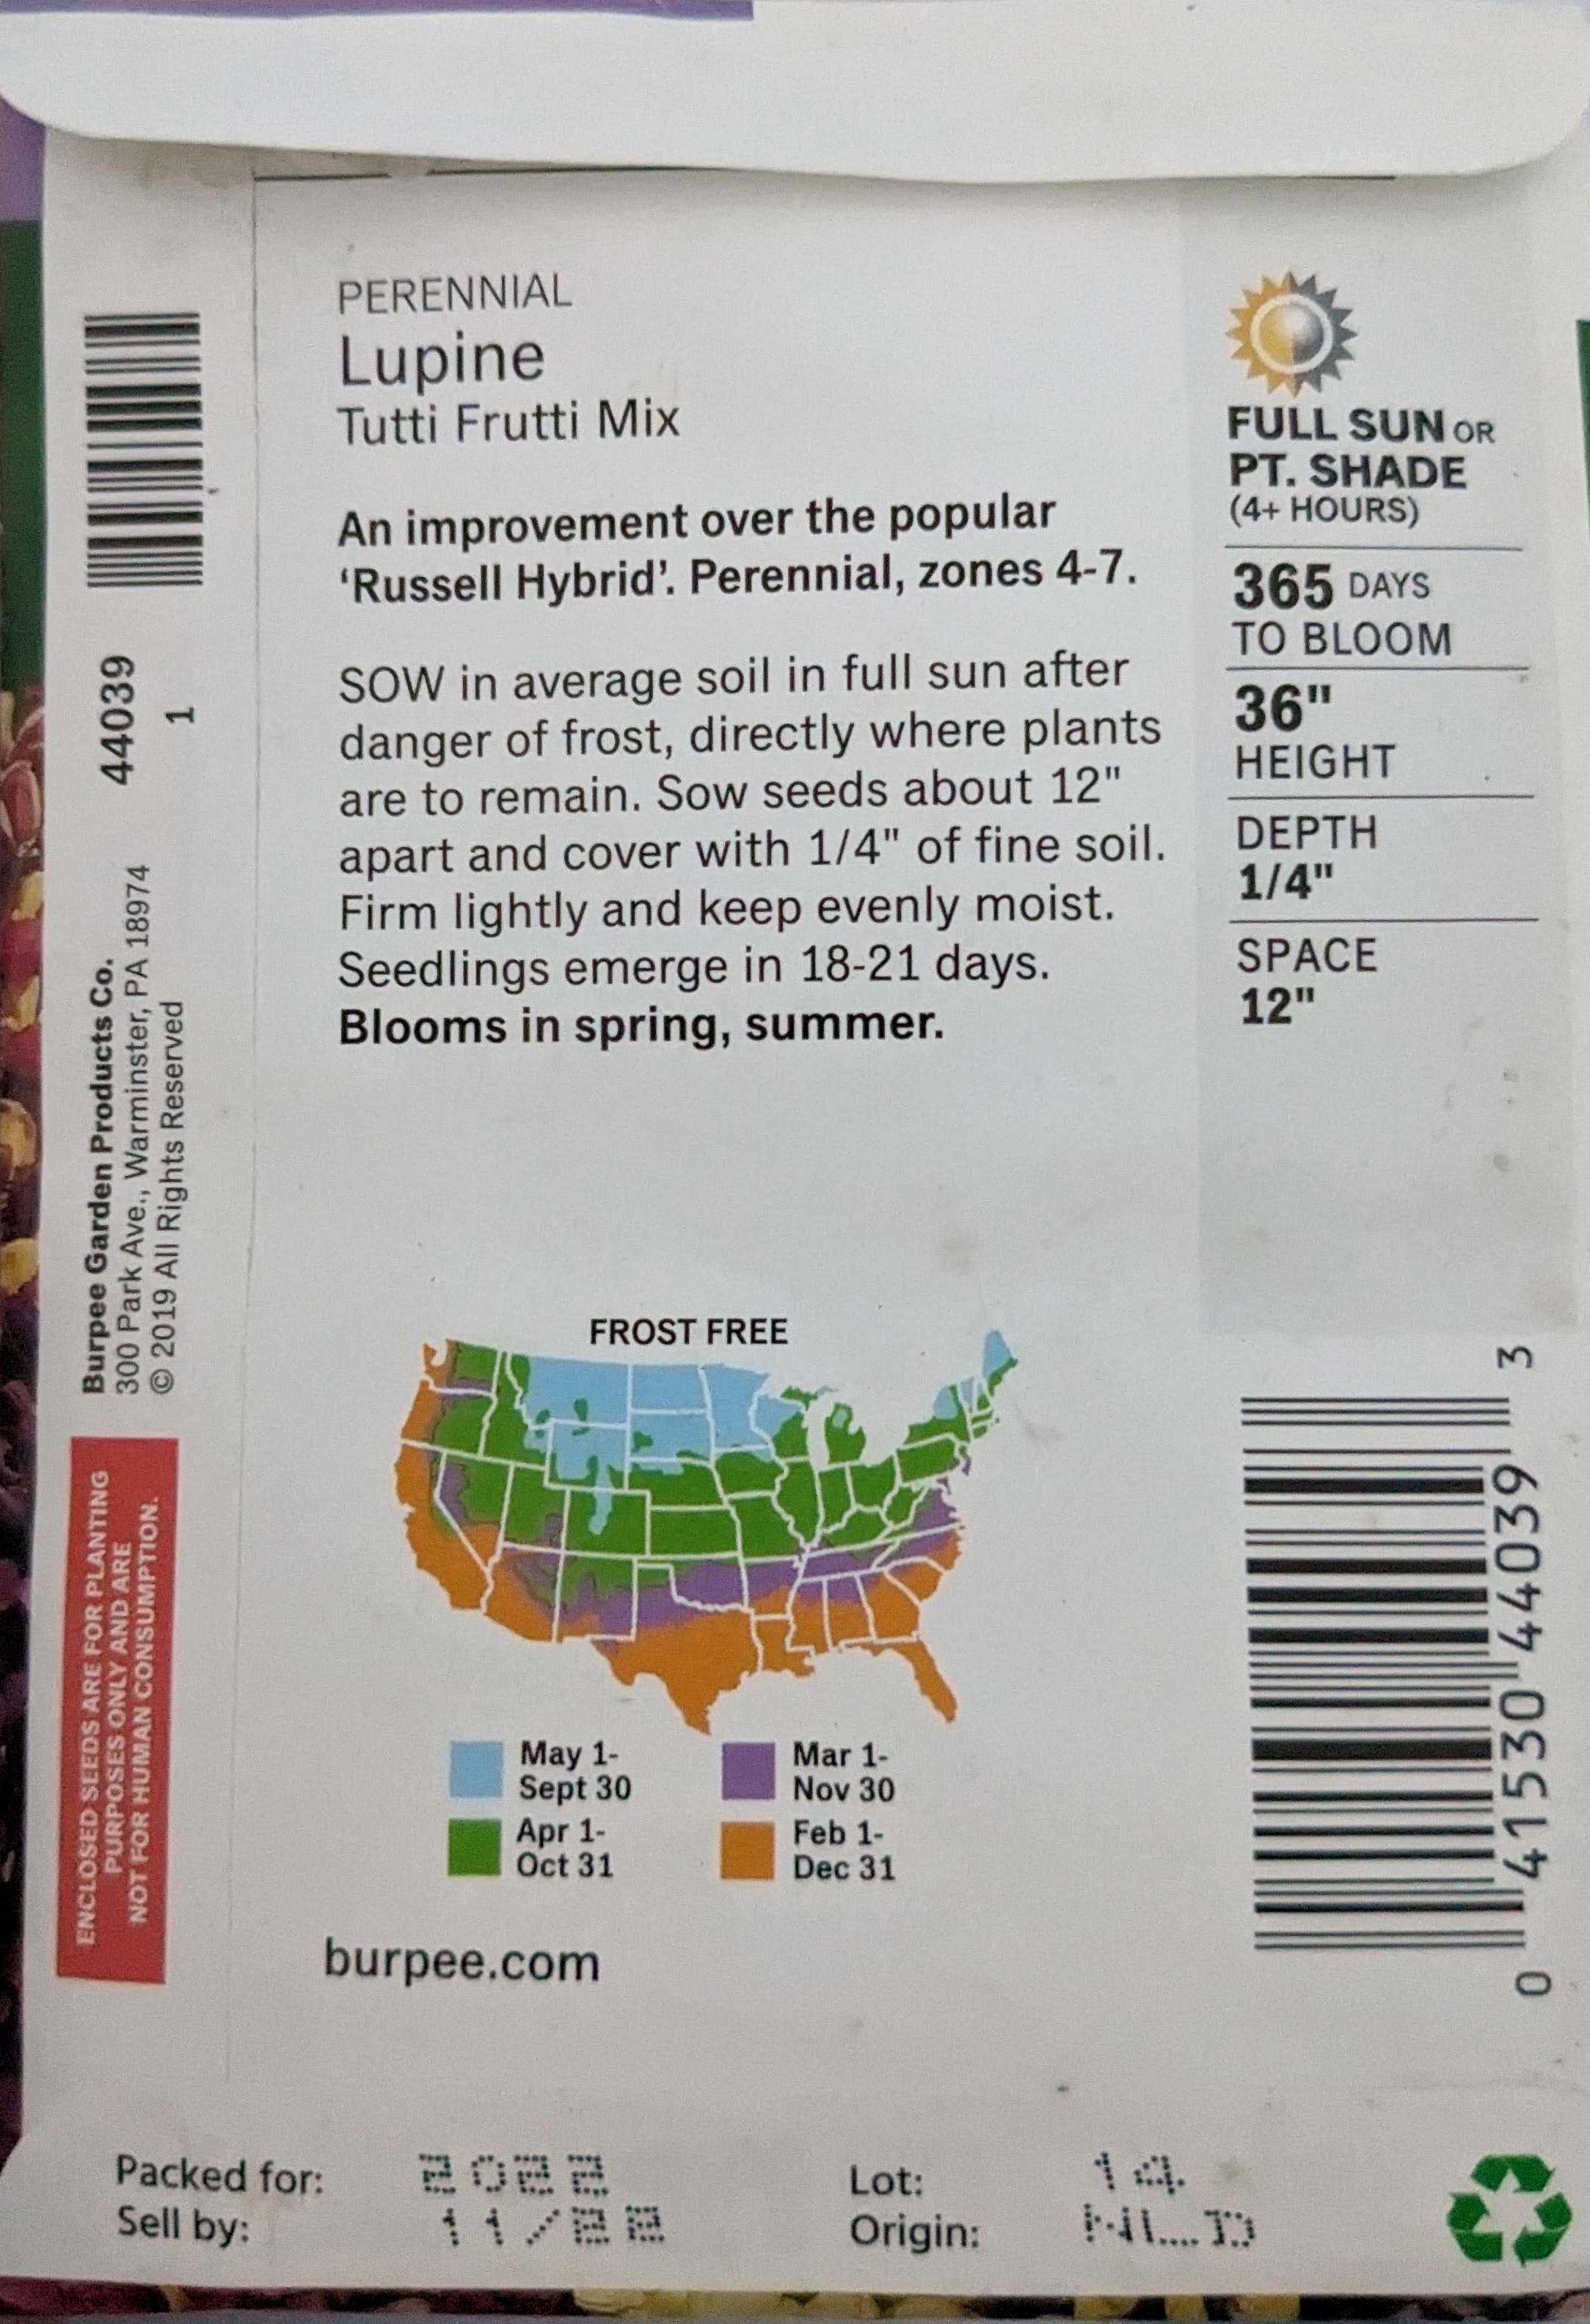 PERENNIAL
Lupine
Tutti Frutti Mix
An improvement over the popular
‘Russell Hybrid’. Perennial, zones 4-7.
SOW in average soil in full sun after
danger of frost, directly where plants
are to remain. Sow seeds about 12"
apart and cover with 1/4" of fine soil.
Firm lightly and keep evenly moist.
Seedlings emerge in 18-21 days.
Blooms in spring, summer.
FULL SUN OR
PT. SHADE
(4+ HOURS)
365 DAYS
TO BLOOM
36"
HEIGHT
DEPTH
1/4"
SPACE
12"
44039
1
Burpee Garden Products Co.
300 Park Ave., Warminster, PA 18974
© 2019 All Rights Reserved
ENCLOSED SEEDS ARE FOR PLANTING
PURPOSES ONLY AND ARE
NOT FOR HUMAN CONSUMPTION.
FROST FREE
May 1-
Sept 30
Apr 1-
Oct 31
Mar 1-
Nov 30
Feb 1-
Dec 31
burpee.com
0 41530 44039 3
Packed for: 2022
Sell by: 11/22
Lot: 14
Origin: NLD